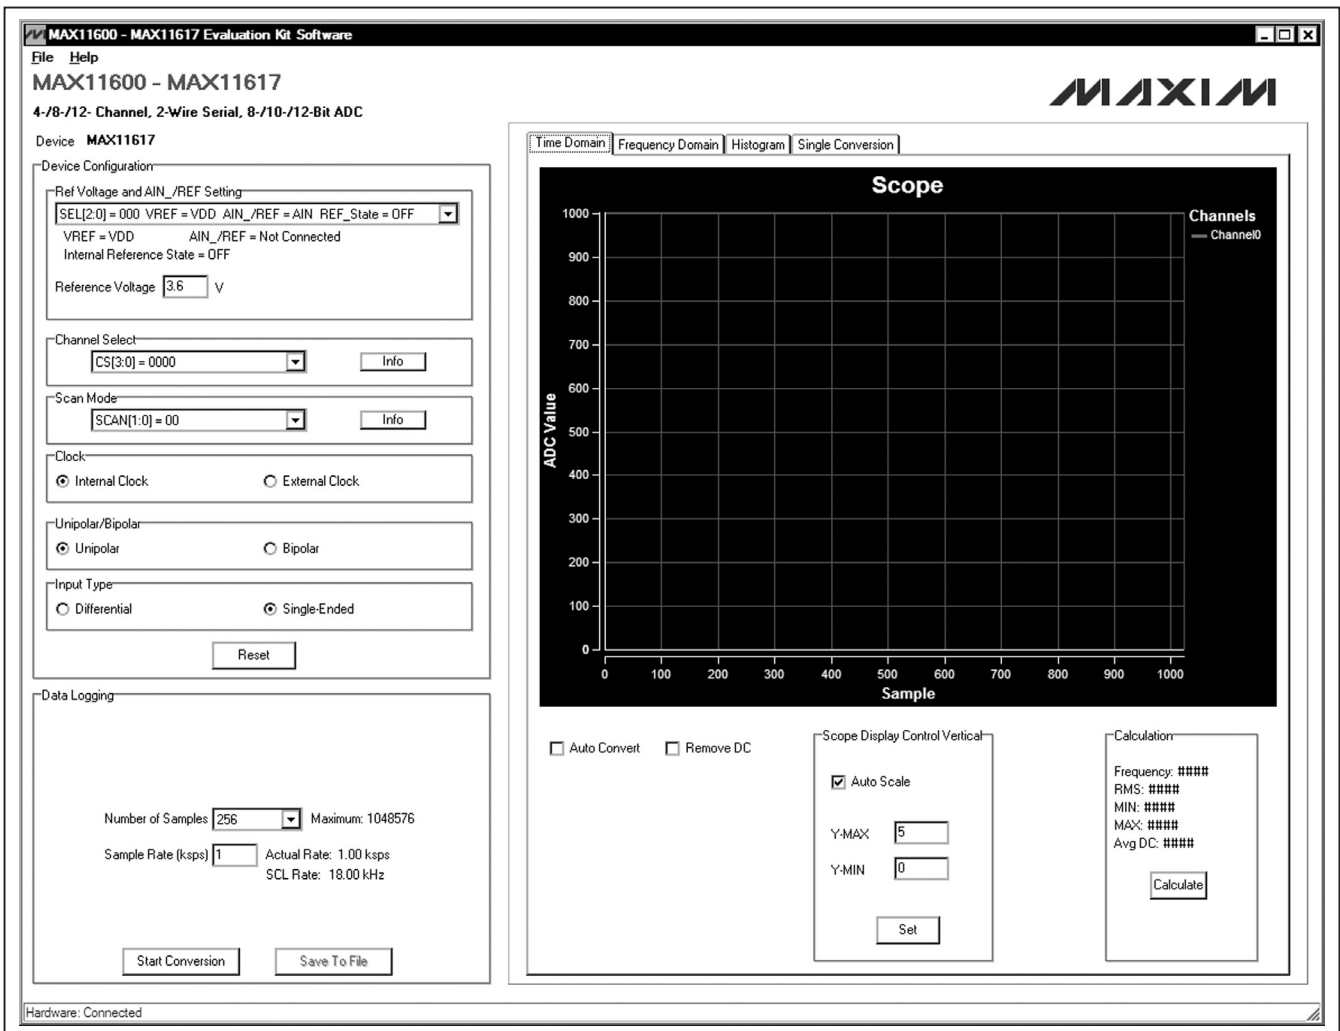 MAX11600 - MAX11617 Evaluation Kit Software
File Help
MAX11600 - MAX11617
MAXIM
4-/8-/12- Channel, 2-Wire Serial, 8-/10-/12-Bit ADC
Device MAX11617
Device Configuration
Ref Voltage and AIN_/REF Setting
SEL[2:0] = 000 VREF = VDD AIN_/REF = AIN REF_State = OFF
VREF = VDD AIN_/REF = Not Connected
Internal Reference State = OFF
Reference Voltage 3.6 V
Channel Select
CS[3:0] = 0000 Info
Scan Mode
SCAN[1:0] = 00 Info
Clock
Internal Clock External Clock
Unipolar/Bipolar
Unipolar Bipolar
Input Type
Differential Single-Ended
Reset
Data Logging
Number of Samples 256 Maximum: 1048576
Sample Rate (ksps) 1 Actual Rate: 1.00 ksps
SCL Rate: 18.00 kHz
Start Conversion Save To File
Time Domain Frequency Domain Histogram Single Conversion
Scope
Channels
Channel0
ADC Value
1000
900
800
700
600
500
400
300
200
100
0
0 100 200 300 400 500 600 700 800 900 1000
Sample
Auto Convert Remove DC
Scope Display Control Vertical
Auto Scale
Y-MAX 5
Y-MIN 0
Set
Calculation
Frequency: ####
RMS: ####
MIN: ####
MAX: ####
Avg DC: ####
Calculate
Hardware: Connected